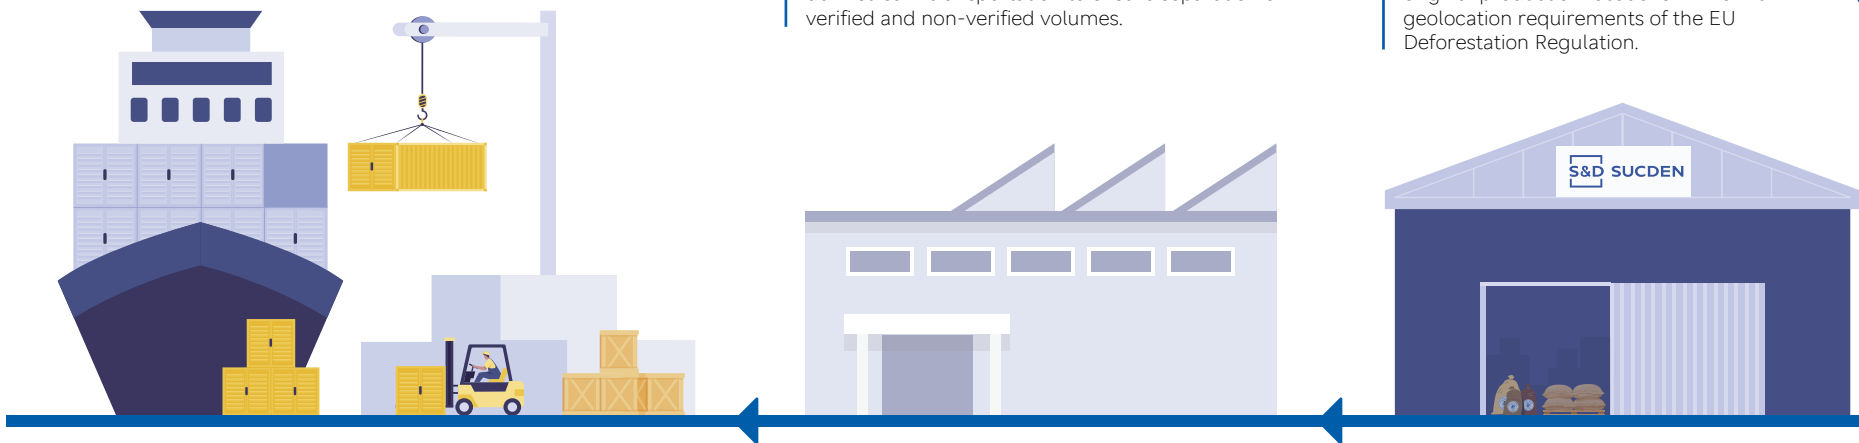 verified and non-verified volumes.
geolocation requirements of the EU
Deforestation Regulation.
S&D SUCDEN